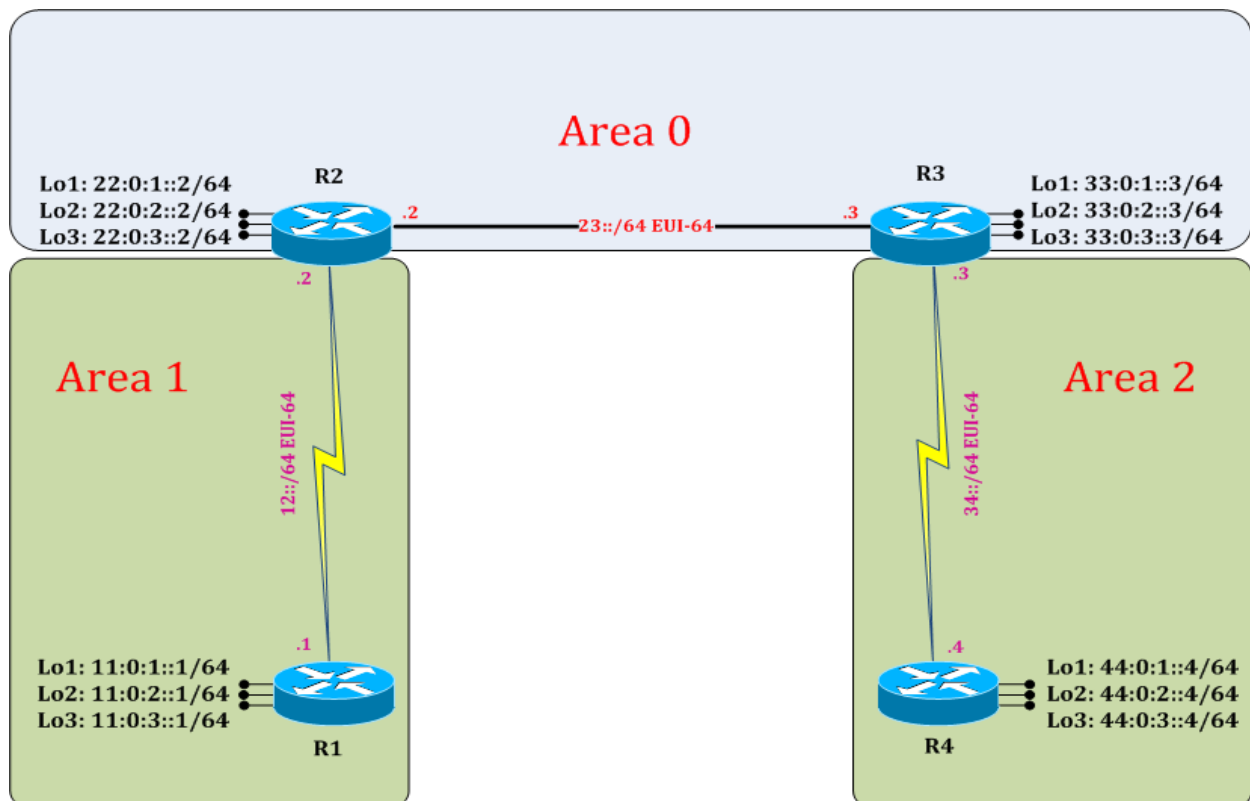 Area 0
R2
R3
Lo1: 22:0:1::2/64
Lo2: 22:0:2::2/64
Lo3: 22:0:3::2/64
.2
23::/64 EUI-64
.3
Lo1: 33:0:1::3/64
Lo2: 33:0:2::3/64
Lo3: 33:0:3::3/64
.2
.3
Area 1
Area 2
12::/64 EUI-64
34::/64 EUI-64
.1
.4
Lo1: 11:0:1::1/64
Lo2: 11:0:2::1/64
Lo3: 11:0:3::1/64
Lo1: 44:0:1::4/64
Lo2: 44:0:2::4/64
Lo3: 44:0:3::4/64
R1
R4